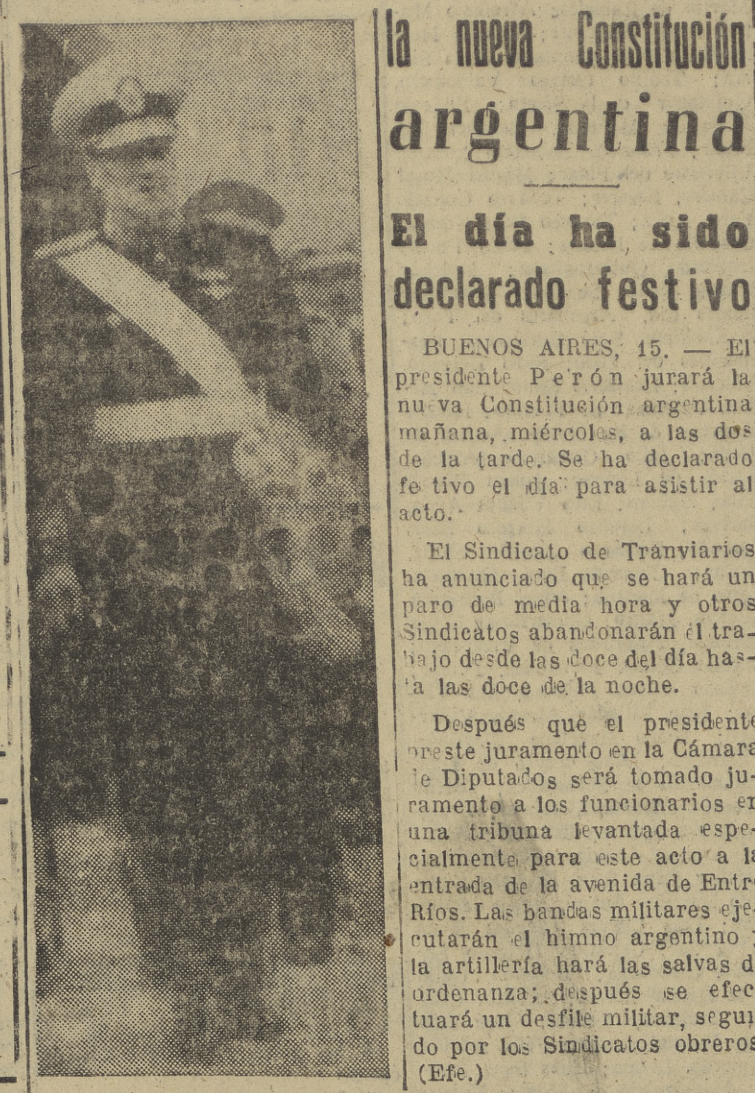 la nueva Constitución
argentina
El día ha sido
declarado festivo
BUENOS AIRES, 15. — El
presidente Perón jurará la
nueva Constitución argentina
mañana, miércoles, a las dos
de la tarde. Se ha declarado
fe tivo el día para asistir al
acto.
El Sindicato de Tranviarios
ha anunciado que se hará un
paro de media hora y otros
Sindicatos abandonarán el tra-
bajo desde las doce del día has-
ta las doce de la noche.
Después que el presidente
preste juramento en la Cámara
de Diputados será tomado ju-
ramento a los funcionarios en
una tribuna levantada espe-
cialmente para este acto a la
entrada de la avenida de Entre
Ríos. Las bandas militares eje-
cutarán el himno argentino y
la artillería hará las salvas d
ordenanza; después se efec
tuará un desfile militar, segui
do por los Sindicatos obreros
(Efe.)